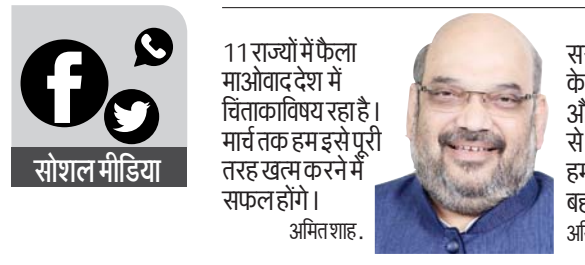 सोशल मीडिया
11 राज्यों में फैला
माओवाद देश में
चिंता का विषय रहा है।
मार्च तक हम इसे पूरी
तरह खत्म करने में
सफल होंगे।
अमित शाह.
के
से